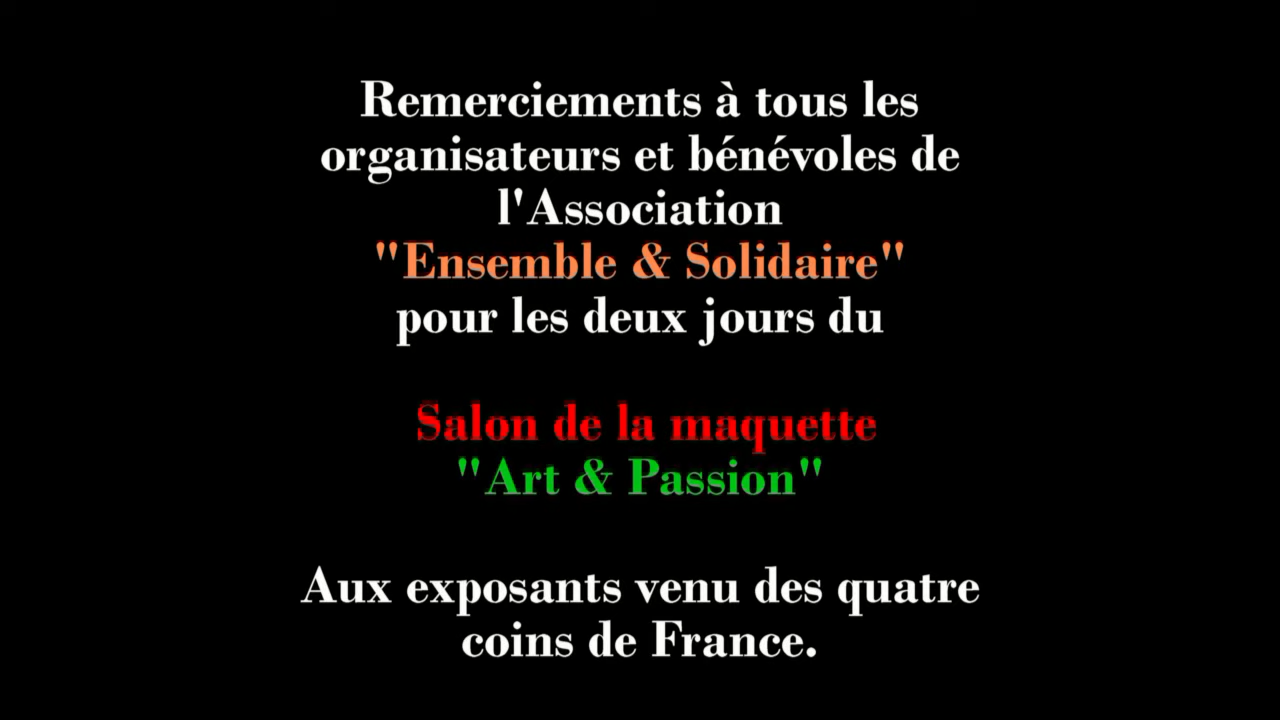 Remerciements à tous les
organisateurs et bénévoles de
l'Association
"Ensemble & Solidaire"
pour les deux jours du
Salon de la maquette
"Art & Passion"
Aux exposants venu des quatre
coins de France.